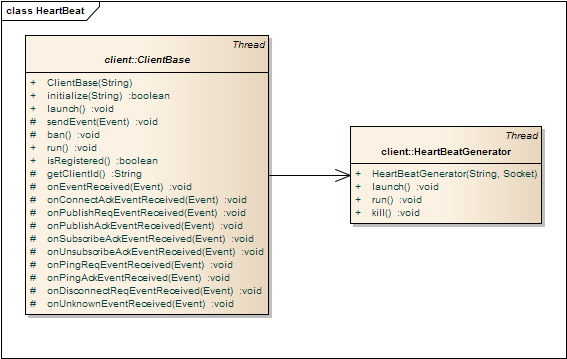 class HeartBeat
Thread
client::ClientBase
+ ClientBase(String)
+ initialize(String) :boolean
+ launch() :void
# sendEvent(Event) :void
# ban() :void
+ run() :void
+ isRegistered() :boolean
# getClientId() :String
# onEventReceived(Event) :void
# onConnectAckEventReceived(Event) :void
# onPublishReqEventReceived(Event) :void
# onPublishAckEventReceived(Event) :void
# onSubscribeAckEventReceived(Event) :void
# onUnsubscribeAckEventReceived(Event) :void
# onPingReqEventReceived(Event) :void
# onPingAckEventReceived(Event) :void
# onDisconnectReqEventReceived(Event) :void
# onUnknownEventReceived(Event) :void
Thread
client::HeartBeatGenerator
+ HeartBeatGenerator(String, Socket)
+ launch() :void
+ run() :void
+ kill() :void